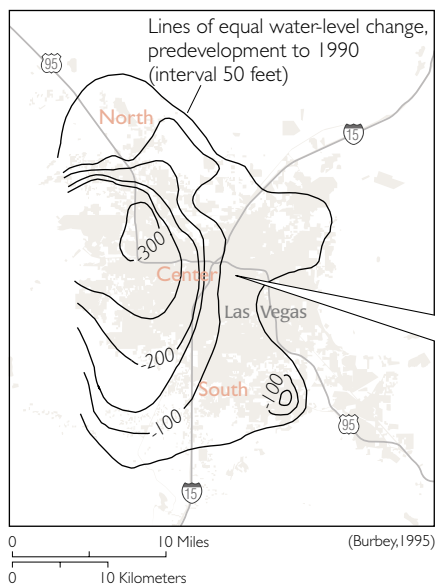 Lines of equal water-level change,
predevelopment to 1990
(interval 50 feet)
95
North
15
-300
Center
Las Vegas
-200
South
-100
-100
95
15
0 10 Miles
(Burbey,1995)
0 10 Kilometers